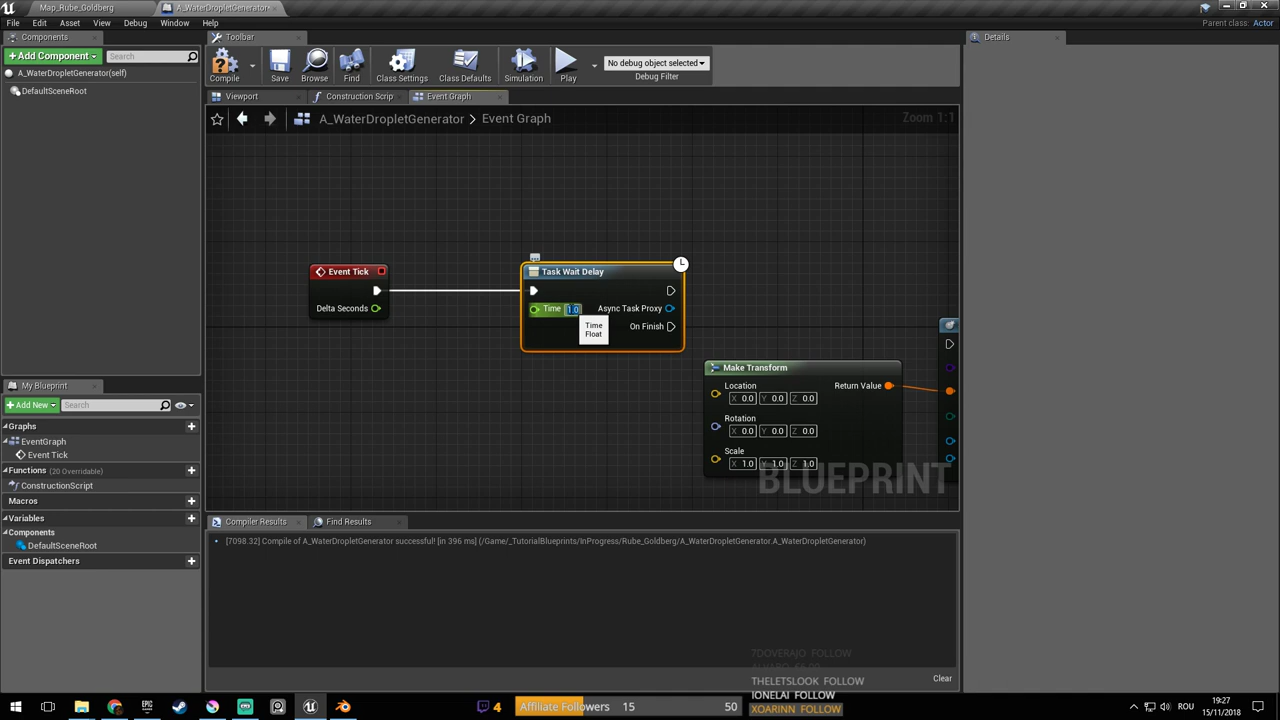 Map_Rube_Goldberg
A_WaterDropletGenerator
File Edit Asset View Debug Window Help
Parent class: Actor
Components
Toolbar
Details
+Add Component
Search
Compile
Save
Browse
Find
Class Settings
Class Defaults
Simulation
Play
No debug object selected
Debug Filter
A_WaterDropletGenerator(self)
DefaultSceneRoot
Viewport
Construction Scrip
Event Graph
A_WaterDropletGenerator > Event Graph
Zoom 1:1
Event Tick
Delta Seconds
Task Wait Delay
Time 1.0
Async Task Proxy
On Finish
Time
Float
Make Transform
Location
Return Value
X 0.0 Y 0.0 Z 0.0
Rotation
X 0.0 Y 0.0 Z 0.0
Scale
X 1.0 Y 1.0 Z 1.0
BLUEPRINT
My Blueprint
+Add New
Search
Graphs
EventGraph
Event Tick
Functions (20 Overridable)
ConstructionScript
Macros
Variables
Components
DefaultSceneRoot
Event Dispatchers
Compiler Results
Find Results
[7098.32] Compile of A_WaterDropletGenerator successful! [in 396 ms] (/Game/_TutorialBlueprints/InProgress/Rube_Goldberg/A_WaterDropletGenerator.A_WaterDropletGenerator)
Clear
7DOVERAJO FOLLOW
THELETSLOOK FOLLOW
IONELAI FOLLOW
XOARINN FOLLOW
4
Affiliate Followers 15 50
ROU
19:27
15/11/2018